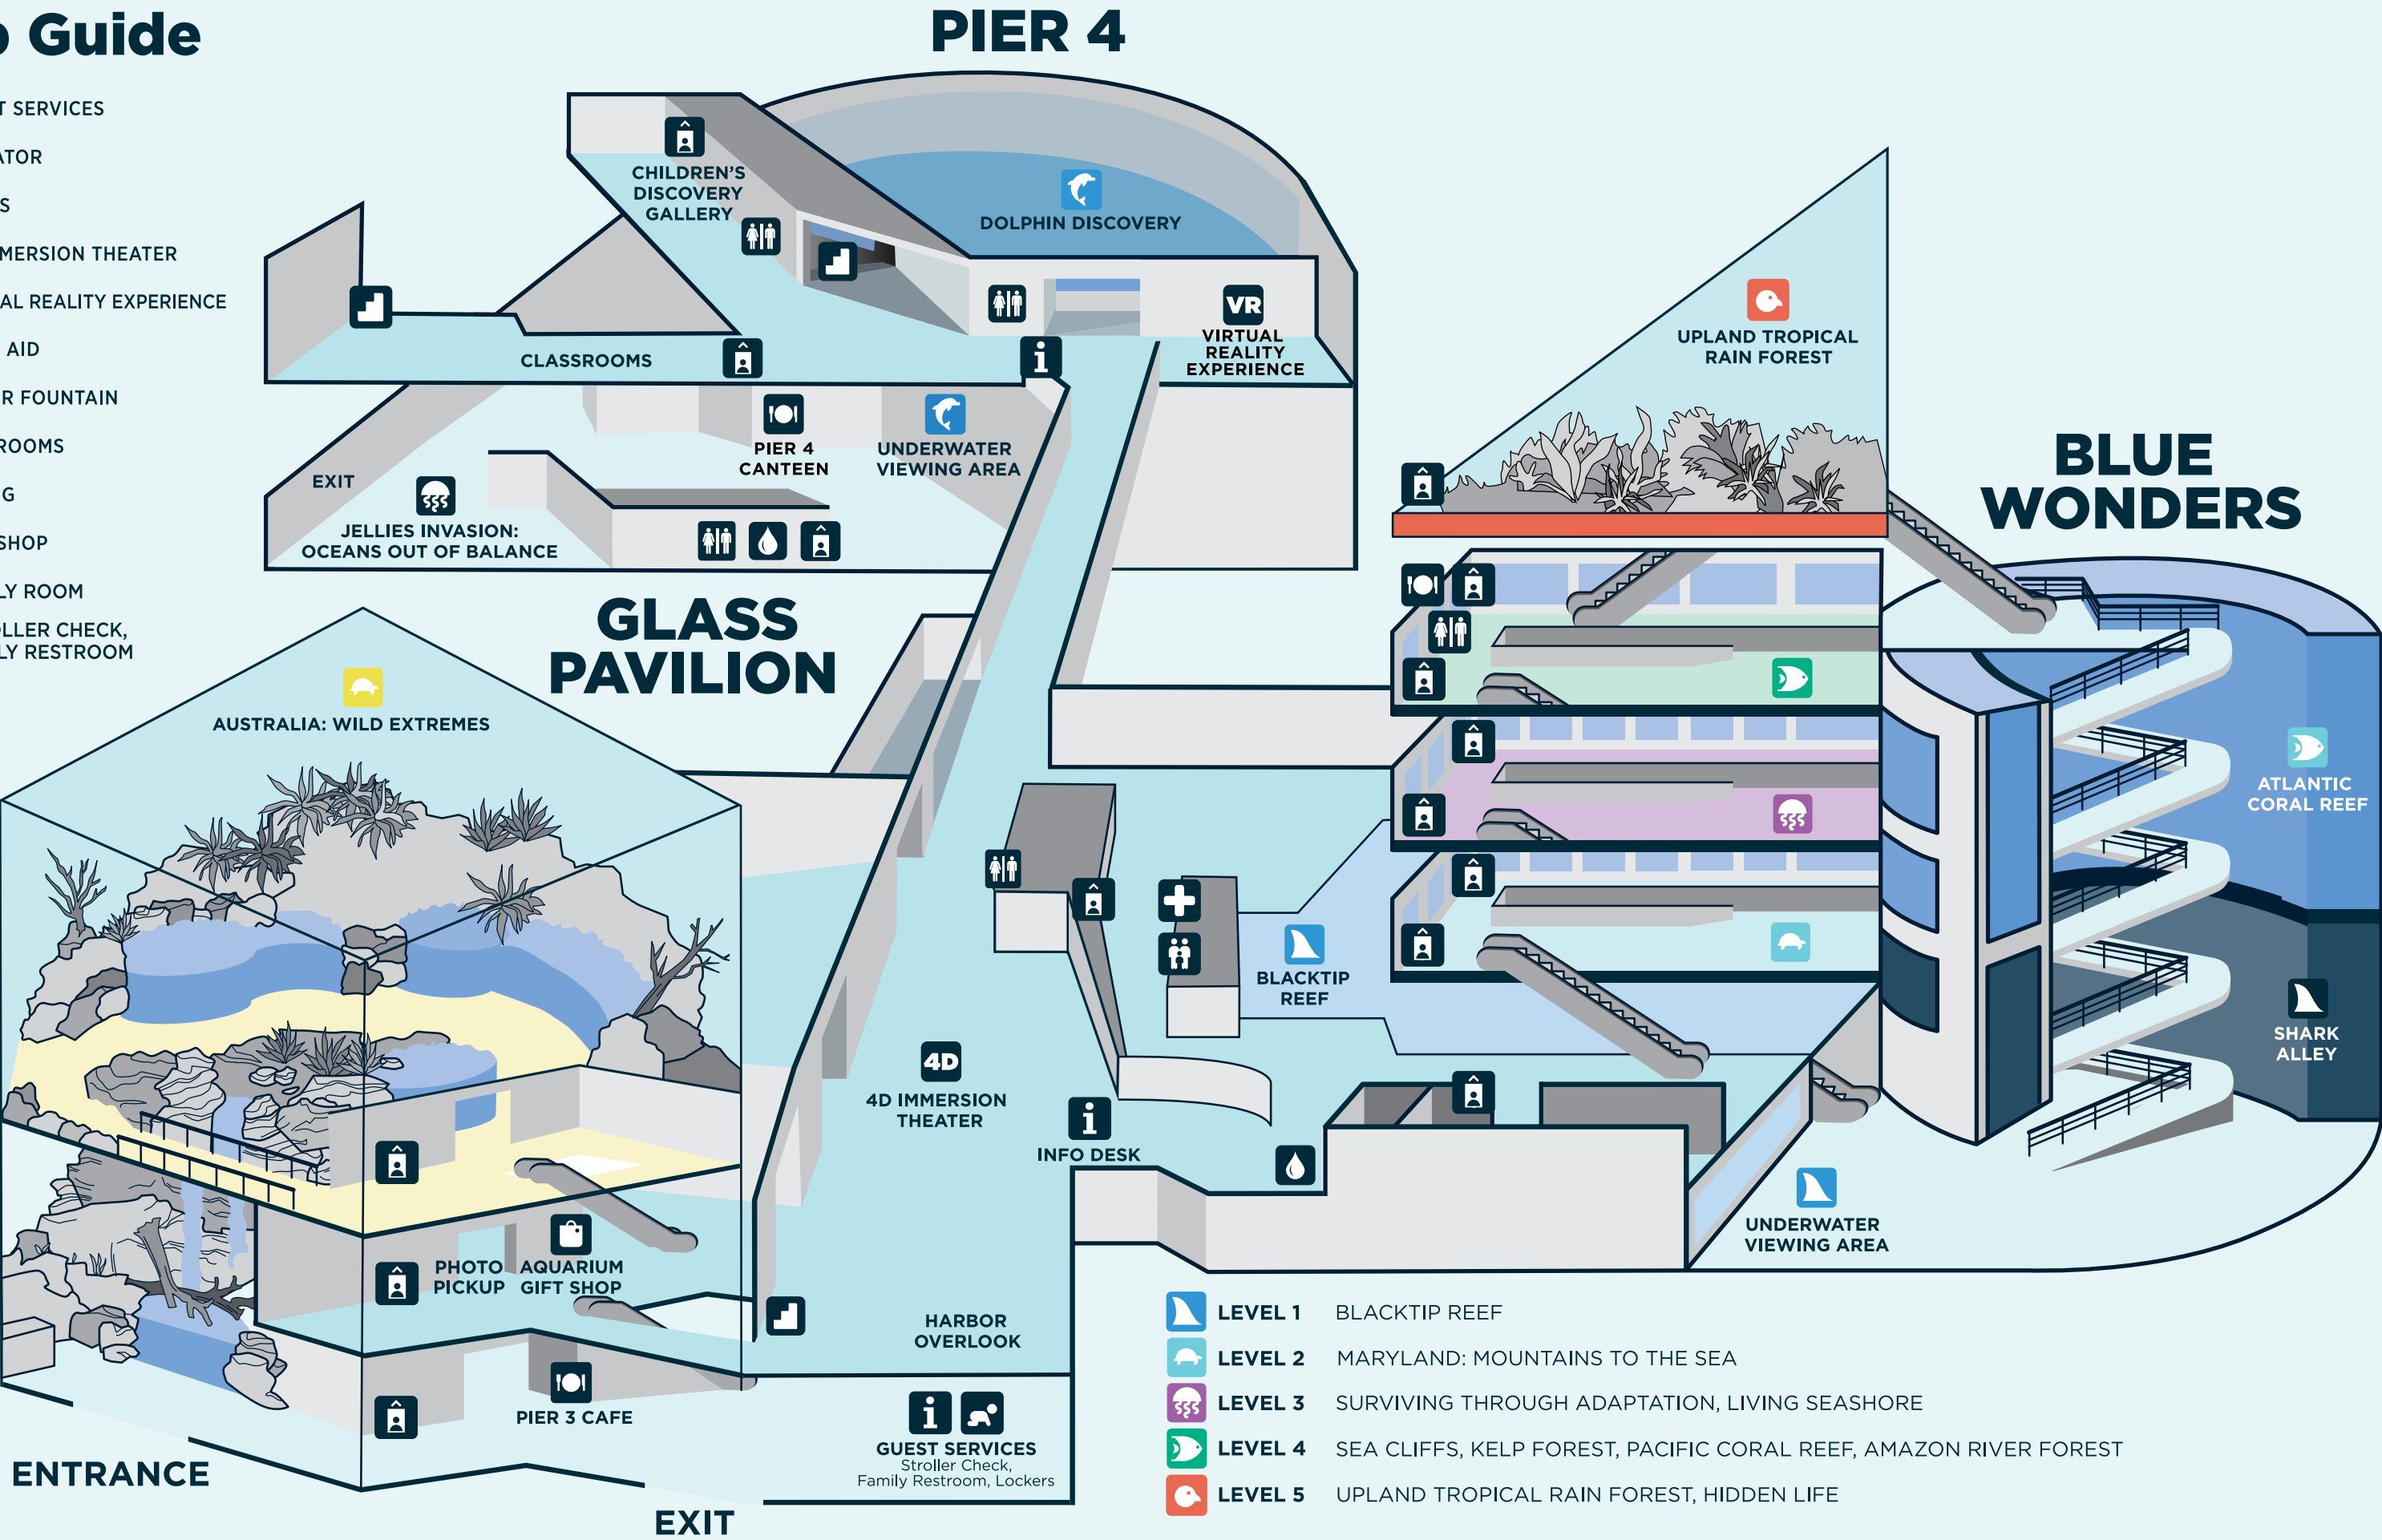 Guide
PIER 4
SERVICES
MERSION THEATER
REALITY EXPERIENCE
AID
FOUNTAIN
ROOMS
SHOP
ROOM
CHECK,
RESTROOM
CHILDREN'S
DISCOVERY
GALLERY
DOLPHIN DISCOVERY
VR
VIRTUAL
REALITY
EXPERIENCE
CLASSROOMS
i
PIER 4
CANTEEN
UNDERWATER
VIEWING AREA
EXIT
JELLIES INVASION:
OCEANS OUT OF BALANCE
UPLAND TROPICAL
RAIN FOREST
BLUE
WONDERS
GLASS
PAVILION
AUSTRALIA: WILD EXTREMES
ATLANTIC
CORAL REEF
BLACKTIP
REEF
SHARK
ALLEY
4D
4D IMMERSION
THEATER
i
INFO DESK
UNDERWATER
VIEWING AREA
PHOTO
PICKUP
AQUARIUM
GIFT SHOP
HARBOR
OVERLOOK
PIER 3 CAFE
i
GUEST SERVICES
Stroller Check,
Family Restroom, Lockers
ENTRANCE
EXIT
LEVEL 1 BLACKTIP REEF
LEVEL 2 MARYLAND: MOUNTAINS TO THE SEA
LEVEL 3 SURVIVING THROUGH ADAPTATION, LIVING SEASHORE
LEVEL 4 SEA CLIFFS, KELP FOREST, PACIFIC CORAL REEF, AMAZON RIVER FOREST
LEVEL 5 UPLAND TROPICAL RAIN FOREST, HIDDEN LIFE